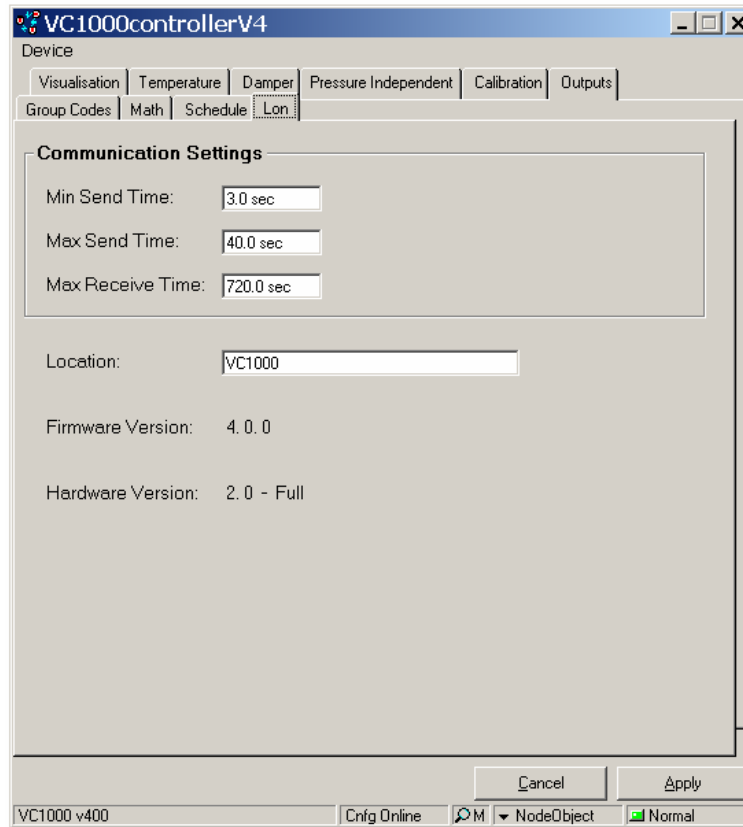 VC1000controllerV4
Device
Visualisation Temperature Damper Pressure Independent Calibration Outputs
Group Codes Math Schedule Lon
Communication Settings
Min Send Time: 3.0 sec
Max Send Time: 40.0 sec
Max Receive Time: 720.0 sec
Location: VC1000
Firmware Version: 4. 0. 0
Hardware Version: 2. 0 - Full
Cancel Apply
VC1000 v400 Cnfg Online M NodeObject Normal